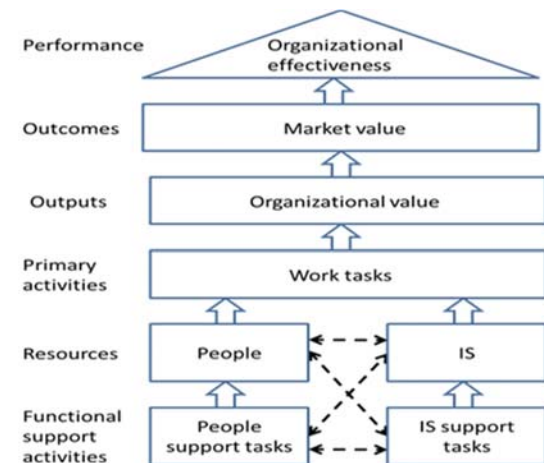 Performance
Organizational
effectiveness
Outcomes
Market value
Outputs
Organizational value
Primary
activities
Work tasks
Resources
People
IS
Functional
support
activities
People
support tasks
IS support
tasks